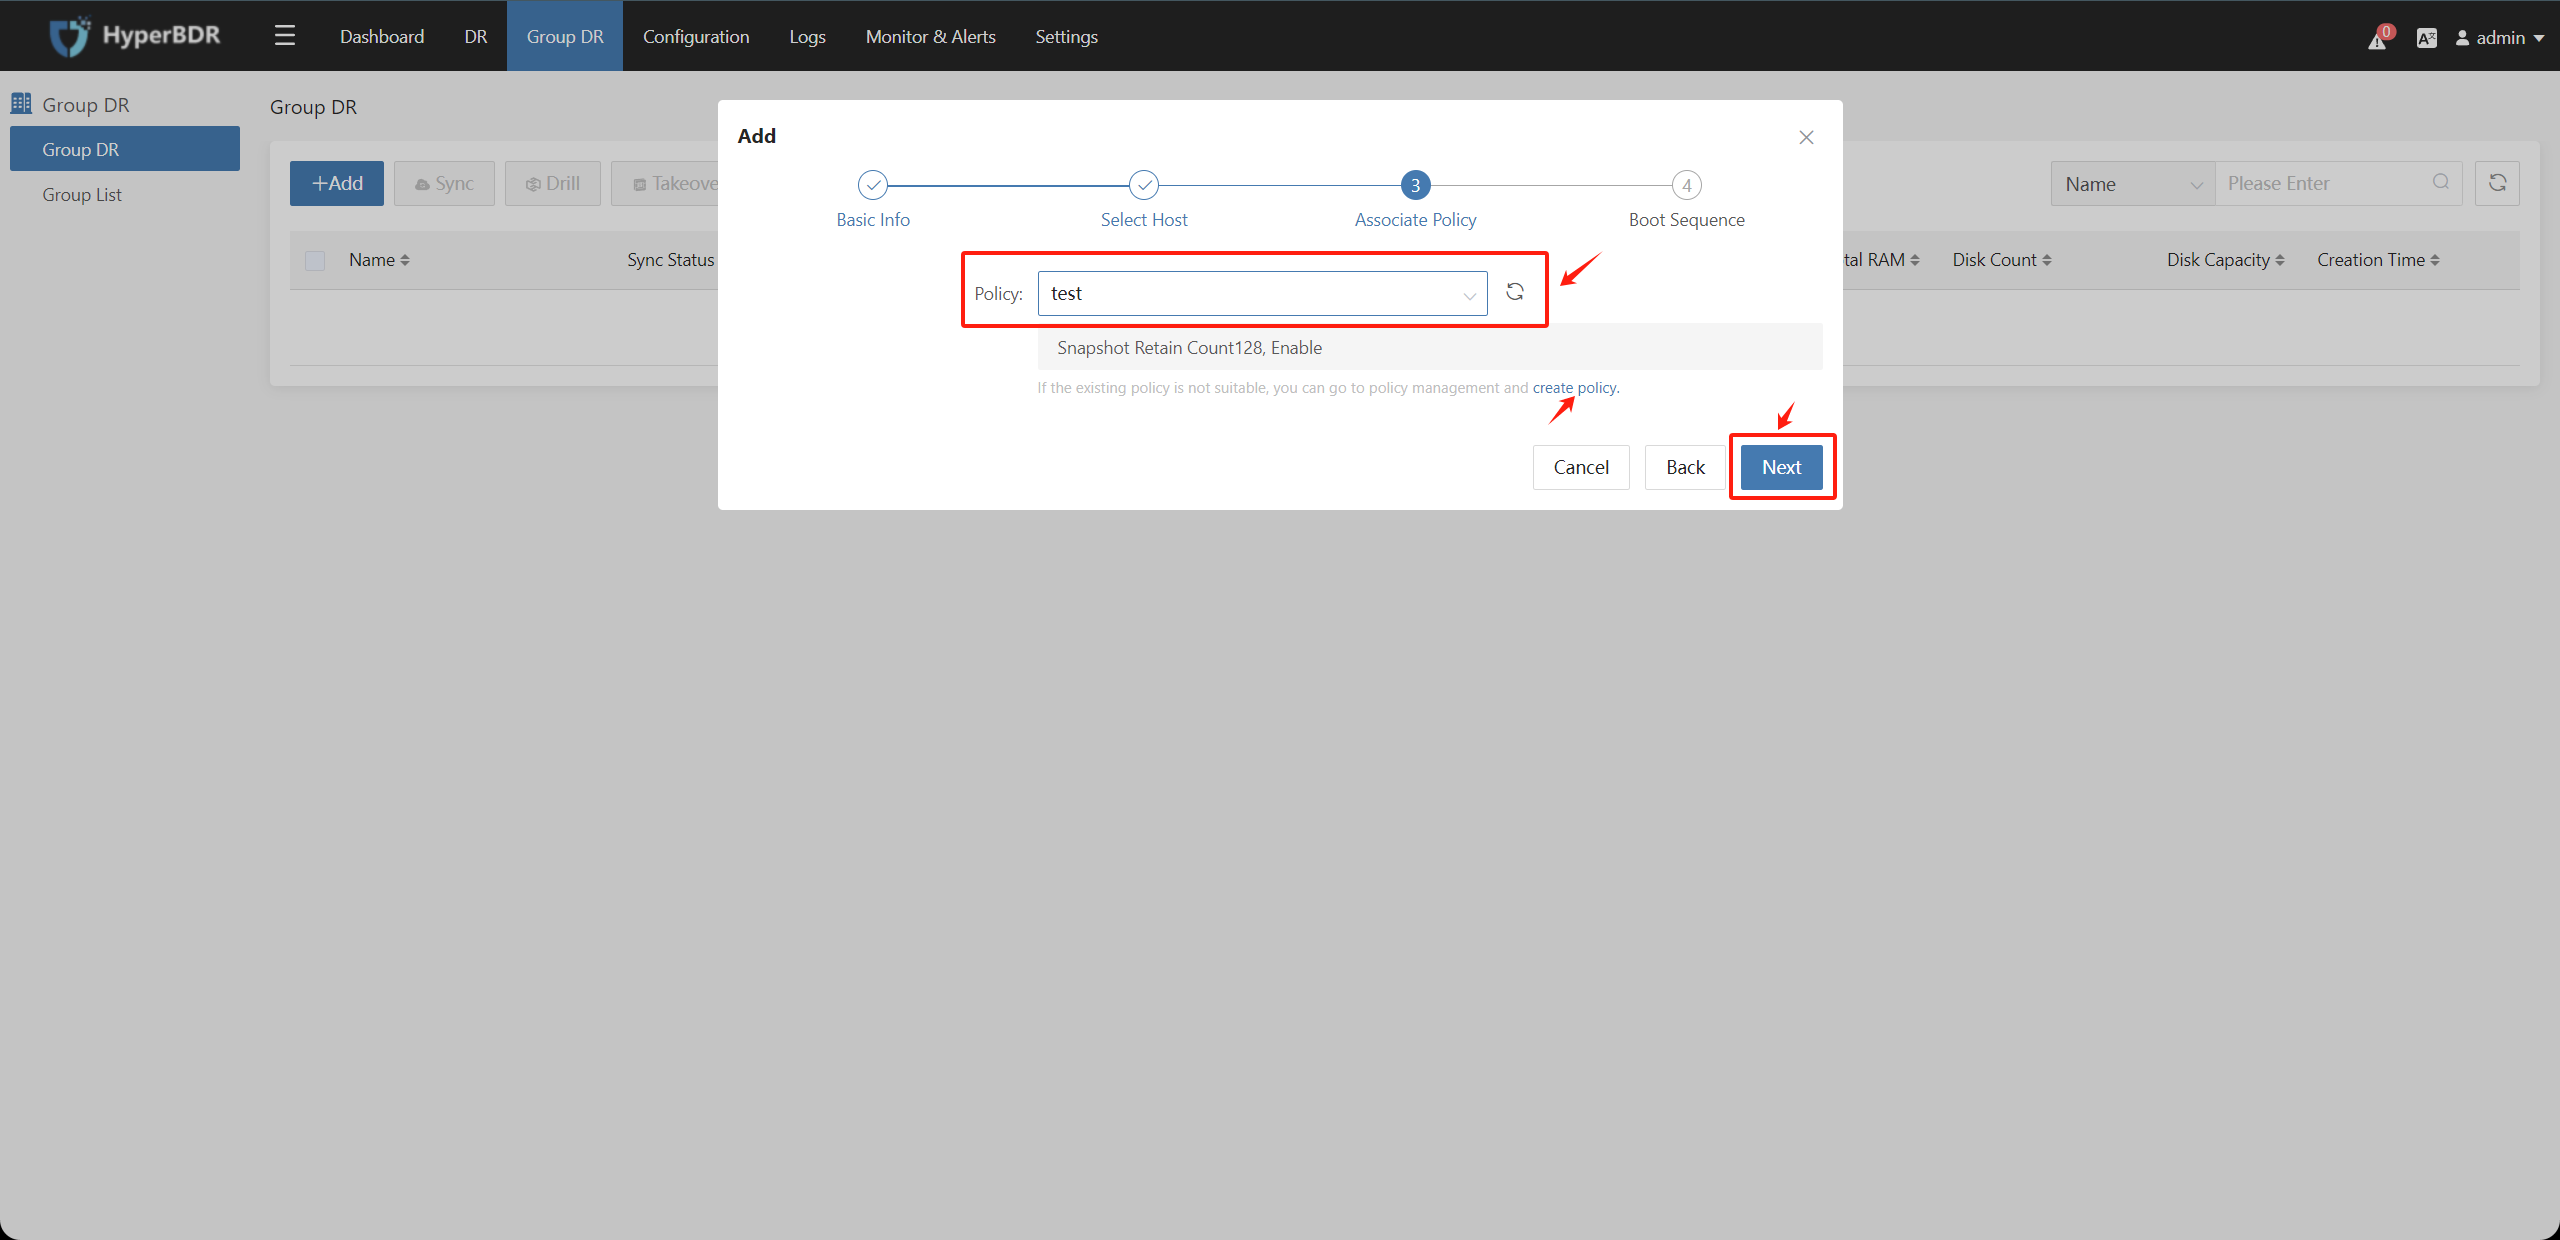 HyperBDR
Dashboard DR Group DR Configuration Logs Monitor & Alerts Settings
0 admin
Group DR
Group DR
Group List
Group DR
+Add Sync Drill Takeove
Name Please Enter
Name Sync Status tal RAM Disk Count Disk Capacity Creation Time
Add
3 4
Basic Info Select Host Associate Policy Boot Sequence
Policy: test
Snapshot Retain Count128, Enable
If the existing policy is not suitable, you can go to policy management and create policy.
Cancel Back Next